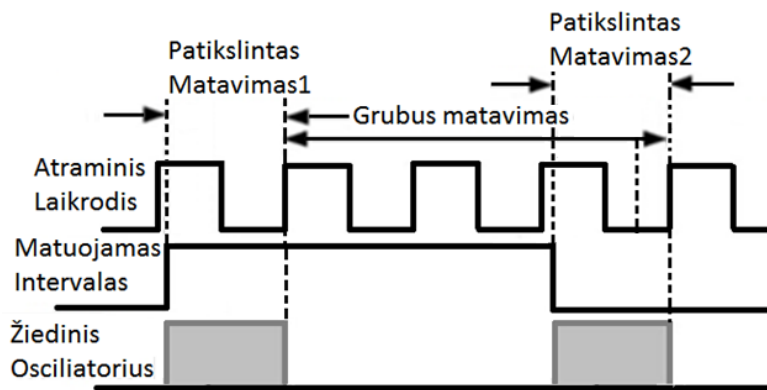 Patikslintas
Matavimas1
Patikslintas
Matavimas2
Grubus matavimas
Atraminis
Laikrodis
Matuojamas
Intervalas
Žiedinis
Osciliatorius